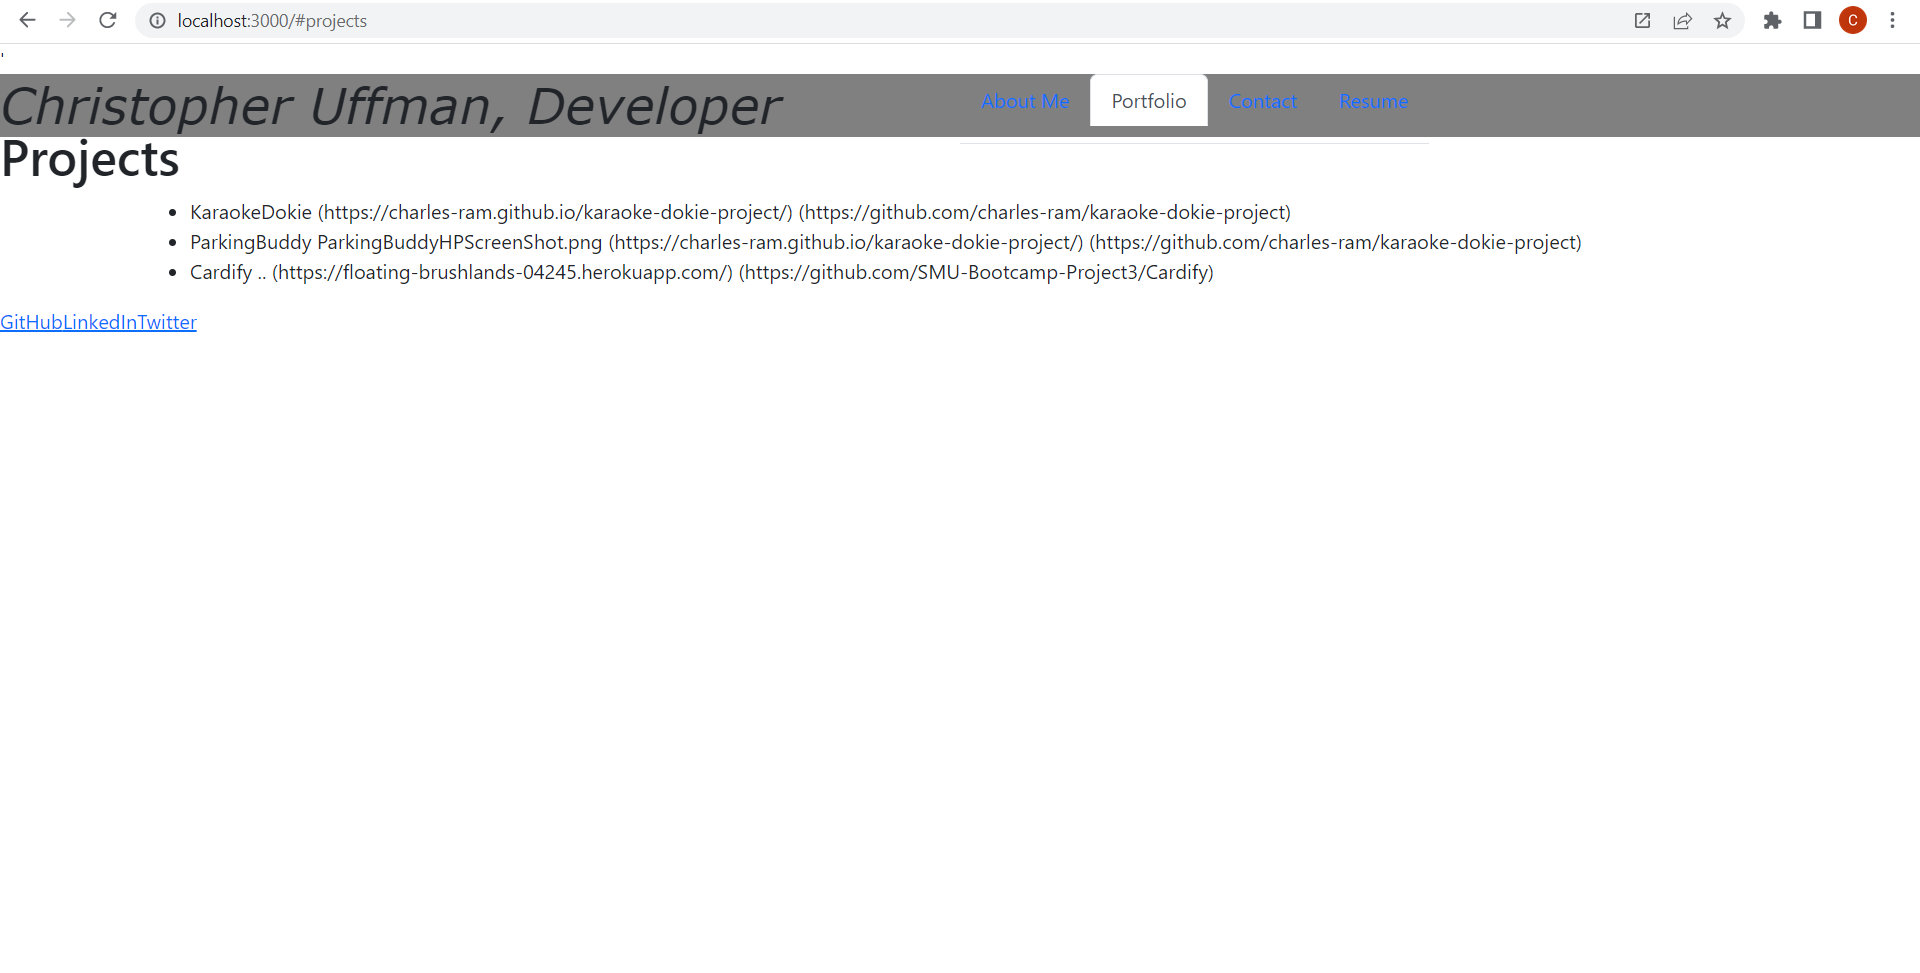 localhost:3000/#projects
C
'
Christopher Uffman, Developer
About Me Portfolio Contact Resume
Projects
• KaraokeDokie (https://charles-ram.github.io/karaoke-dokie-project/) (https://github.com/charles-ram/karaoke-dokie-project)
• ParkingBuddy ParkingBuddyHPScreenShot.png (https://charles-ram.github.io/karaoke-dokie-project/) (https://github.com/charles-ram/karaoke-dokie-project)
• Cardify .. (https://floating-brushlands-04245.herokuapp.com/) (https://github.com/SMU-Bootcamp-Project3/Cardify)
GitHubLinkedInTwitter